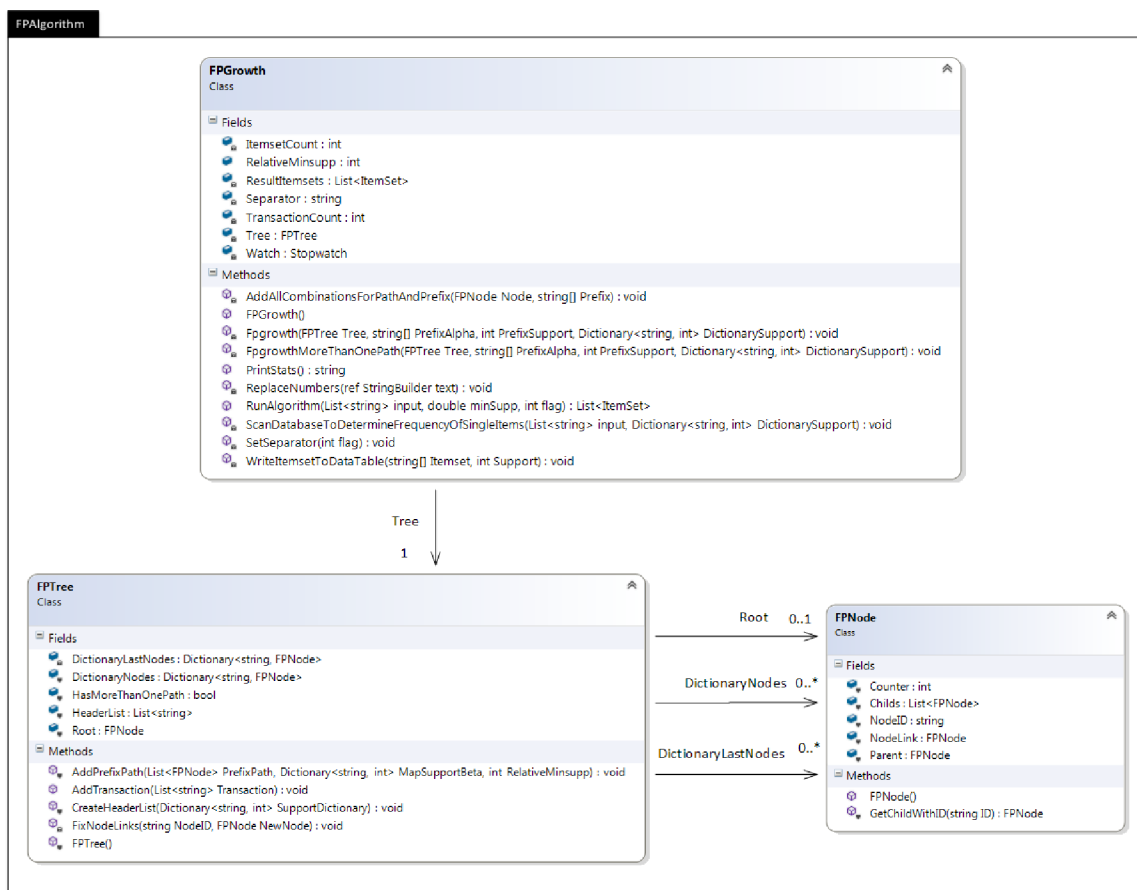 FPAlgorithm
FPGrowth
Class
Fields
ItemsetCount : int
RelativeMinsupp : int
ResultItemsets : List<ItemSet>
Separator : string
TransactionCount : int
Tree : FPTree
Watch : Stopwatch
Methods
AddAllCombinationsForPathAndPrefix(FPNode Node, string[] Prefix) : void
FPGrowth()
Fpgrowth(FPTree Tree, string[] PrefixAlpha, int PrefixSupport, Dictionary<string, int> DictionarySupport) : void
FpgrowthMoreThanOnePath(FPTree Tree, string[] PrefixAlpha, int PrefixSupport, Dictionary<string, int> DictionarySupport) : void
PrintStats() : string
ReplaceNumbers(ref StringBuilder text) : void
RunAlgorithm(List<string> input, double minSupp, int flag) : List<ItemSet>
ScanDatabaseToDetermineFrequencyOfSingleItems(List<string> input, Dictionary<string, int> DictionarySupport) : void
SetSeparator(int flag) : void
WriteItemsetToDataTable(string[] Itemset, int Support) : void
Tree
1
FPTree
Class
Fields
DictionaryLastNodes : Dictionary<string, FPNode>
DictionaryNodes : Dictionary<string, FPNode>
HasMoreThanOnePath : bool
HeaderList : List<string>
Root : FPNode
Methods
AddPrefixPath(List<FPNode> PrefixPath, Dictionary<string, int> MapSupportBeta, int RelativeMinsupp) : void
AddTransaction(List<string> Transaction) : void
CreateHeaderList(Dictionary<string, int> SupportDictionary) : void
FixNodeLinks(string NodeID, FPNode NewNode) : void
FPTree()
Root 0..1
DictionaryNodes 0..*
DictionaryLastNodes 0..*
FPNode
Class
Fields
Counter : int
Childs : List<FPNode>
NodeID : string
NodeLink : FPNode
Parent : FPNode
Methods
FPNode()
GetChildWithID(string ID) : FPNode